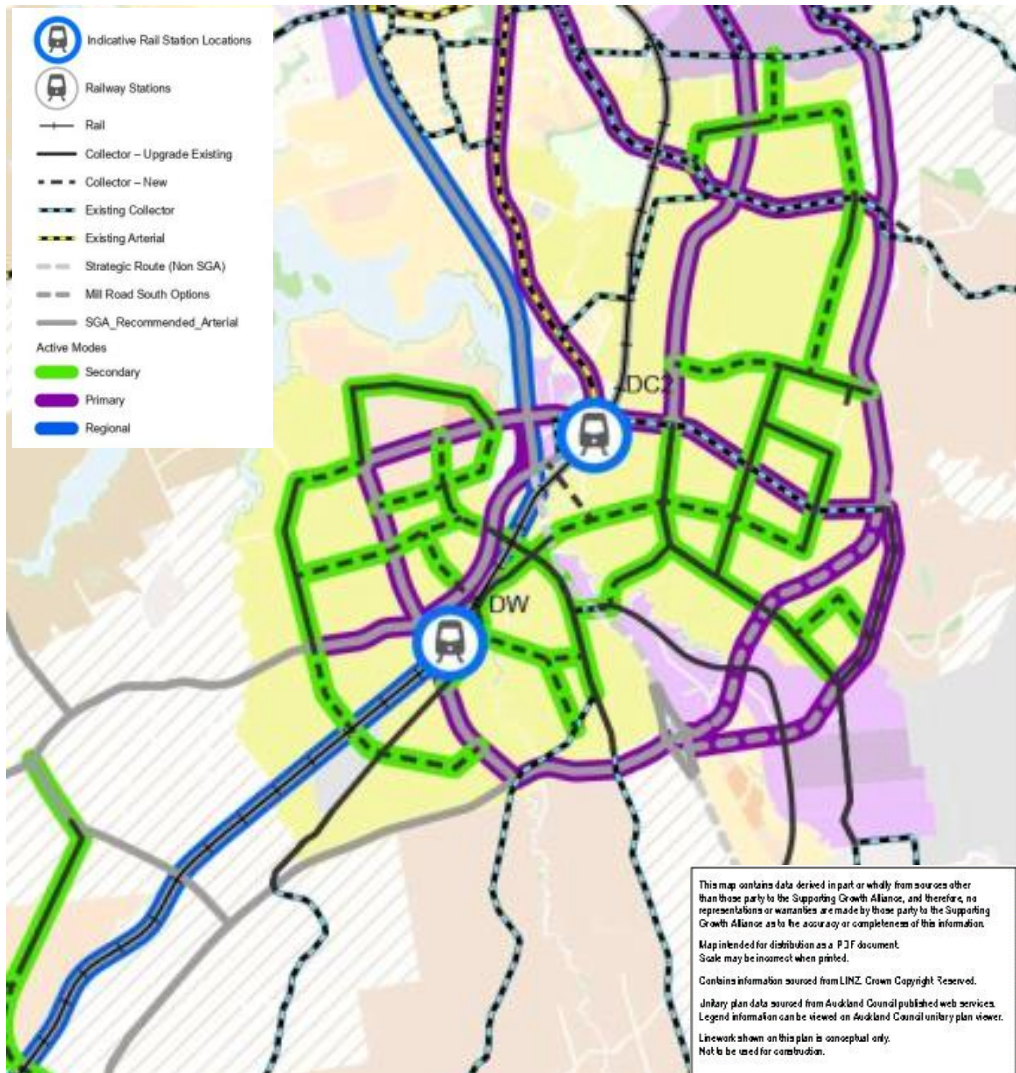 Indicative Rail Station Locations
Railway Stations
Rail
Collector – Upgrade Existing
Collector – New
Existing Collector
Existing Arterial
Strategic Route (Non SGA)
Mill Road South Options
SGA_Recommended_Arterial
Active Modes
Secondary
Primary
Regional
DC2
DW
This map contains data derived in part or wholly from sources other
than those party to the Supporting Growth Alliance, and therefore, no
representations or warranties are made by those party to the Supporting
Growth Alliance as to the accuracy or completeness of this information.
Map intended for distribution as a PDF document.
Scale may be incorrect when printed.
Contains information sourced from LINZ. Crown Copyright Reserved.
Unitary plan data sourced from Auckland Council published web services.
Legend information can be viewed on Auckland Council unitary plan viewer.
Linework shown on this plan is conceptual only.
Not to be used for construction.